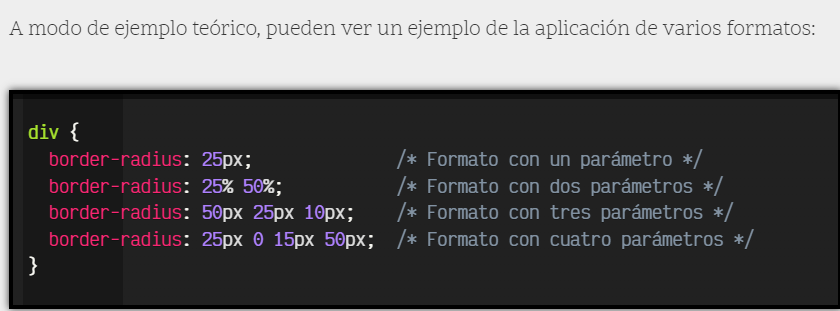 A modo de ejemplo teórico, pueden ver un ejemplo de la aplicación de varios formatos:
div {
  border-radius: 25px;              /* Formato con un parámetro */
  border-radius: 25% 50%;           /* Formato con dos parámetros */
  border-radius: 50px 25px 10px;    /* Formato con tres parámetros */
  border-radius: 25px 0 15px 50px;  /* Formato con cuatro parámetros */
}